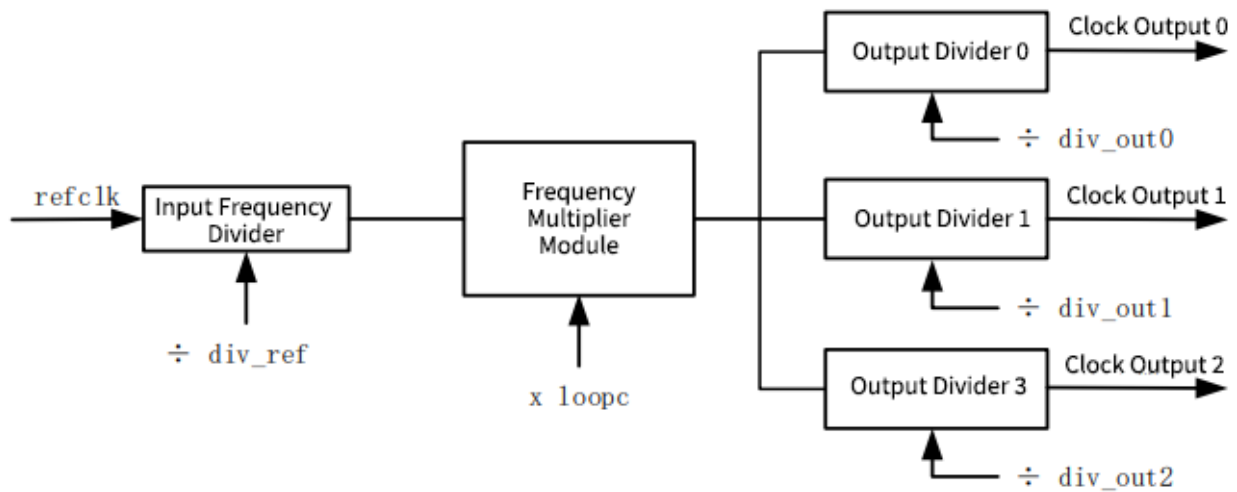 Clock Output 0
Output Divider 0
÷ div_out0
refclk
Input Frequency
Divider
÷ div_ref
Frequency
Multiplier
Module
x loopc
Clock Output 1
Output Divider 1
÷ div_out1
Clock Output 2
Output Divider 3
÷ div_out2